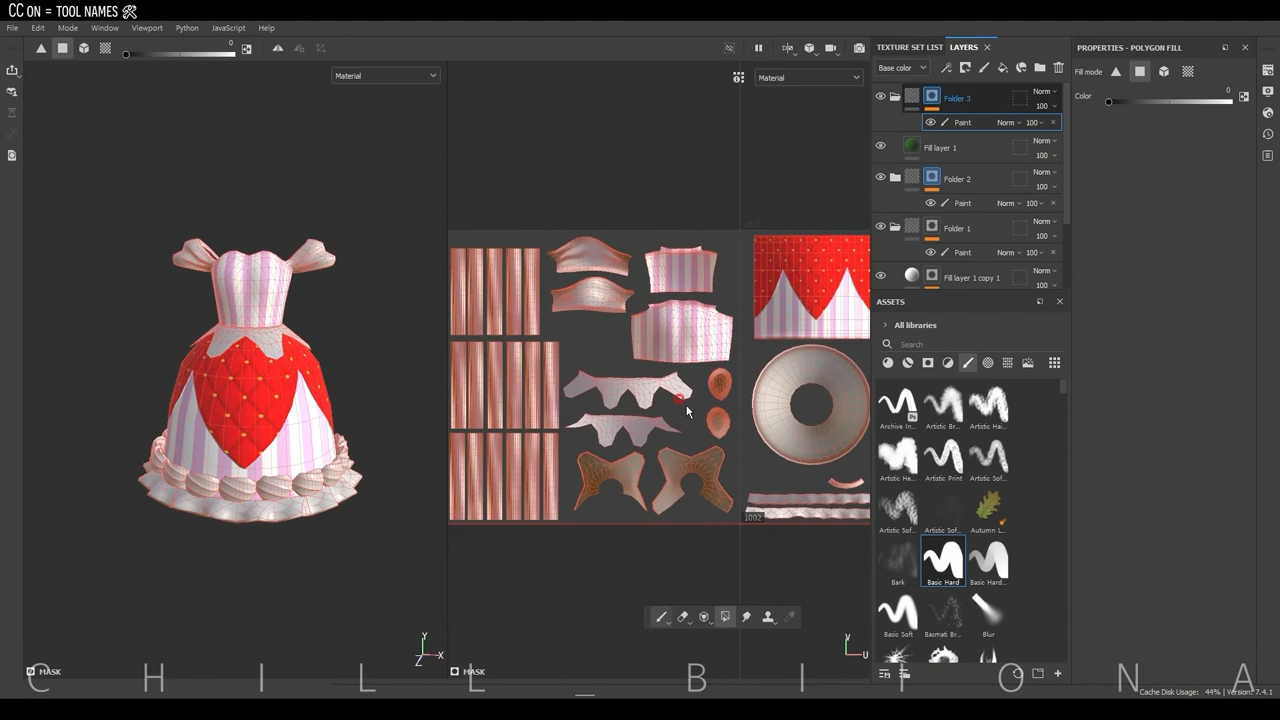 CC ON = TOOL NAMES 🛠
File Edit Mode Window Viewport Python JavaScript Help
0
Material
Material
TEXTURE SET LIST LAYERS
Base color
Folder 3 Norm 100
Paint Norm 100
Fill layer 1 Norm 100
Folder 2 Norm 100
Paint Norm 100
Folder 1 Norm 100
Paint Norm 100
Fill layer 1 copy 1 Norm 100
PROPERTIES - POLYGON FILL
Fill mode
Color 0
ASSETS
All libraries
Search
Archive In... Artistic Br... Artistic Hai...
Artistic He... Artistic Print Artistic Sof...
Artistic Sof... Artistic Sof... Autumn L...
Bark Basic Hard Basic Hard...
Basic Soft Basmati Br... Blur
1012
1002
Y X Z
V U
MASK
MASK
CHILL_BITONA
Cache Disk Usage: 44% | Version: 7.4.1